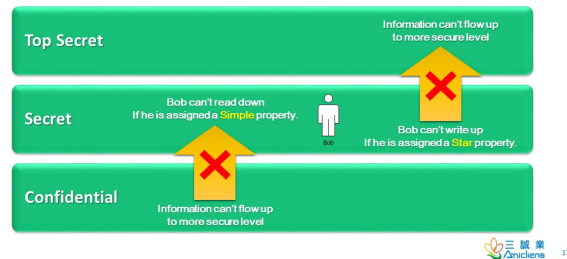 Information can't flow up
to more secure level
Top Secret
Bob can't read down
If he is assigned a Simple property.
Secret
Bob
Bob can't write up
If he is assigned a Star property.
Confidential
Information can't flow up
to more secure level
三誠業
Amicliens